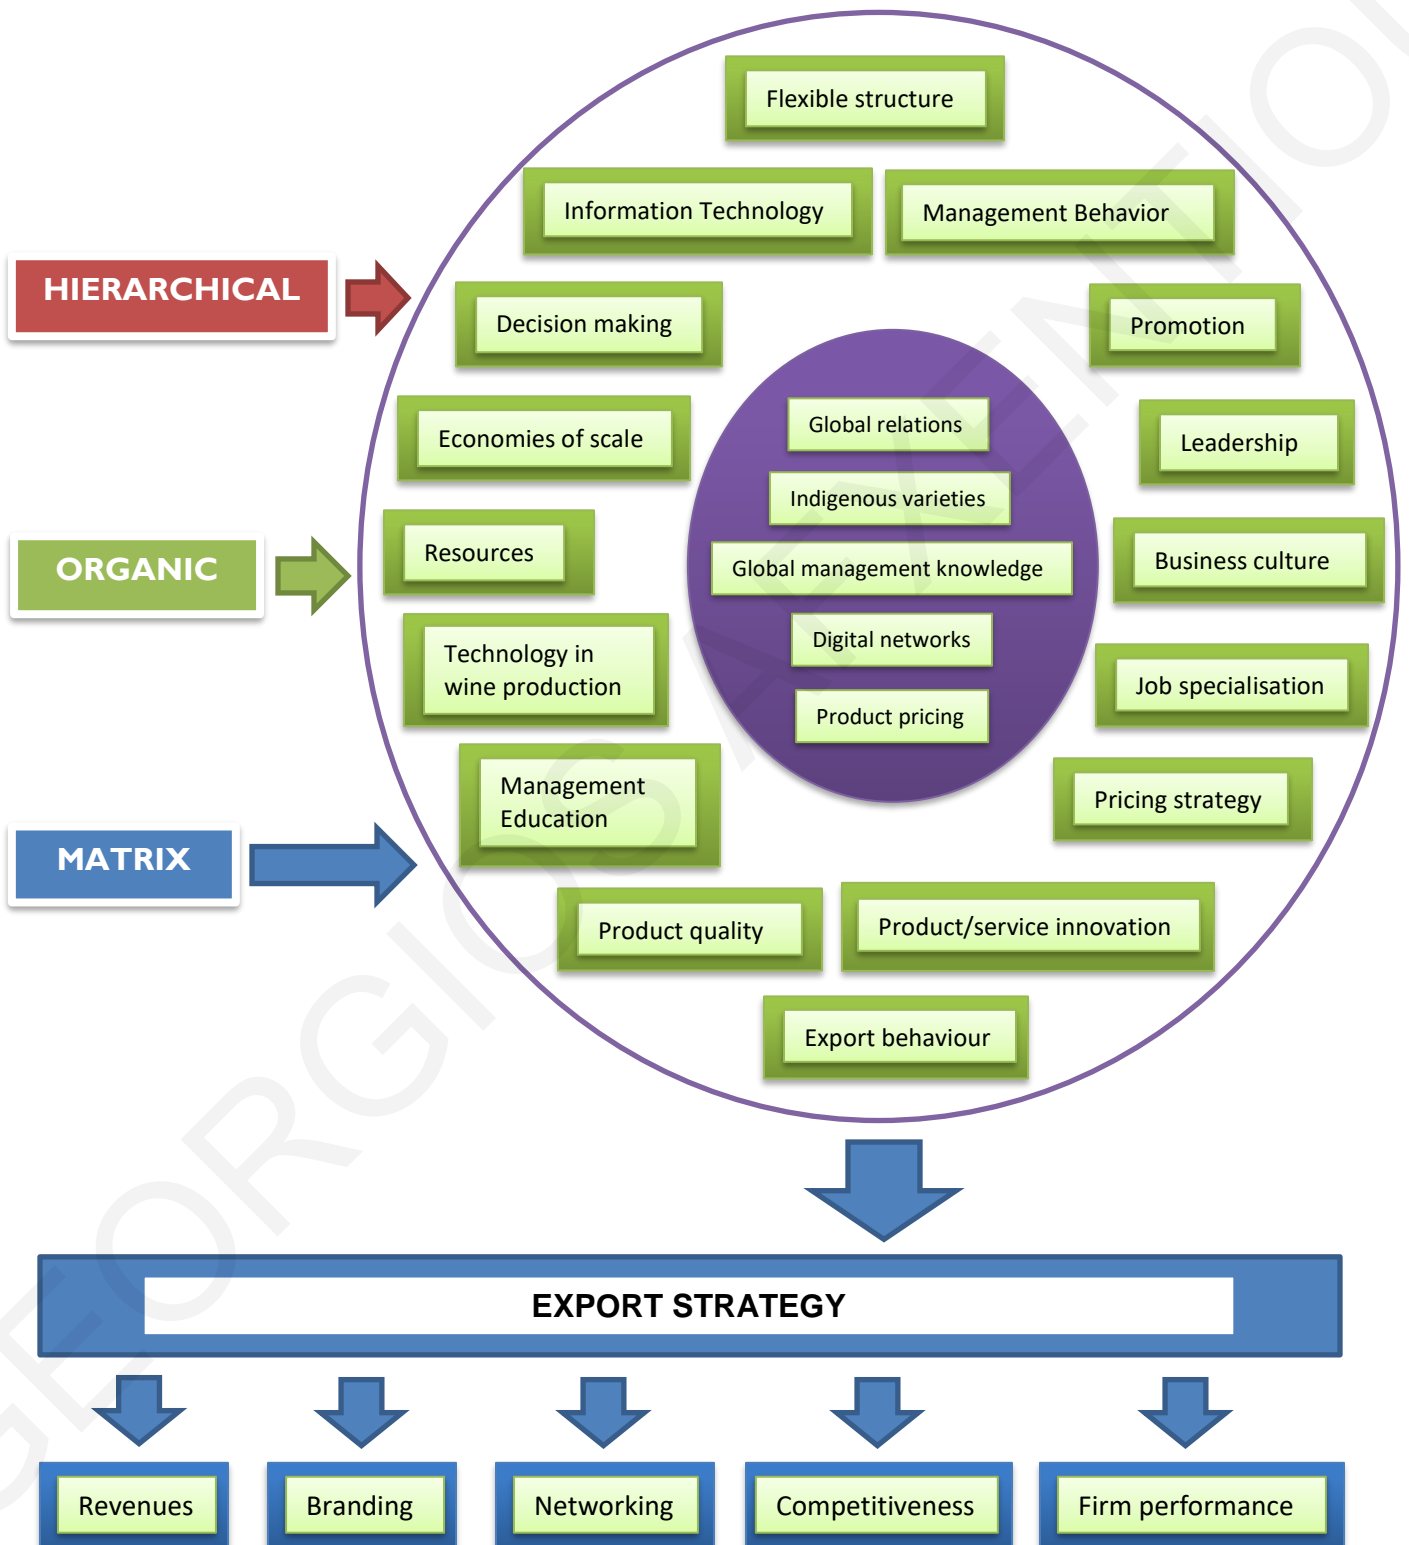 Flexible structure
Information Technology
Management Behavior
HIERARCHICAL
Decision making
Promotion
Economies of scale
Global relations
Leadership
Indigenous varieties
ORGANIC
Resources
Global management knowledge
Business culture
Technology in
wine production
Digital networks
Job specialisation
Product pricing
Management
Education
Pricing strategy
MATRIX
Product quality
Product/service innovation
Export behaviour
EXPORT STRATEGY
Revenues
Branding
Networking
Competitiveness
Firm performance
GEORGIOS AFXENTIOU